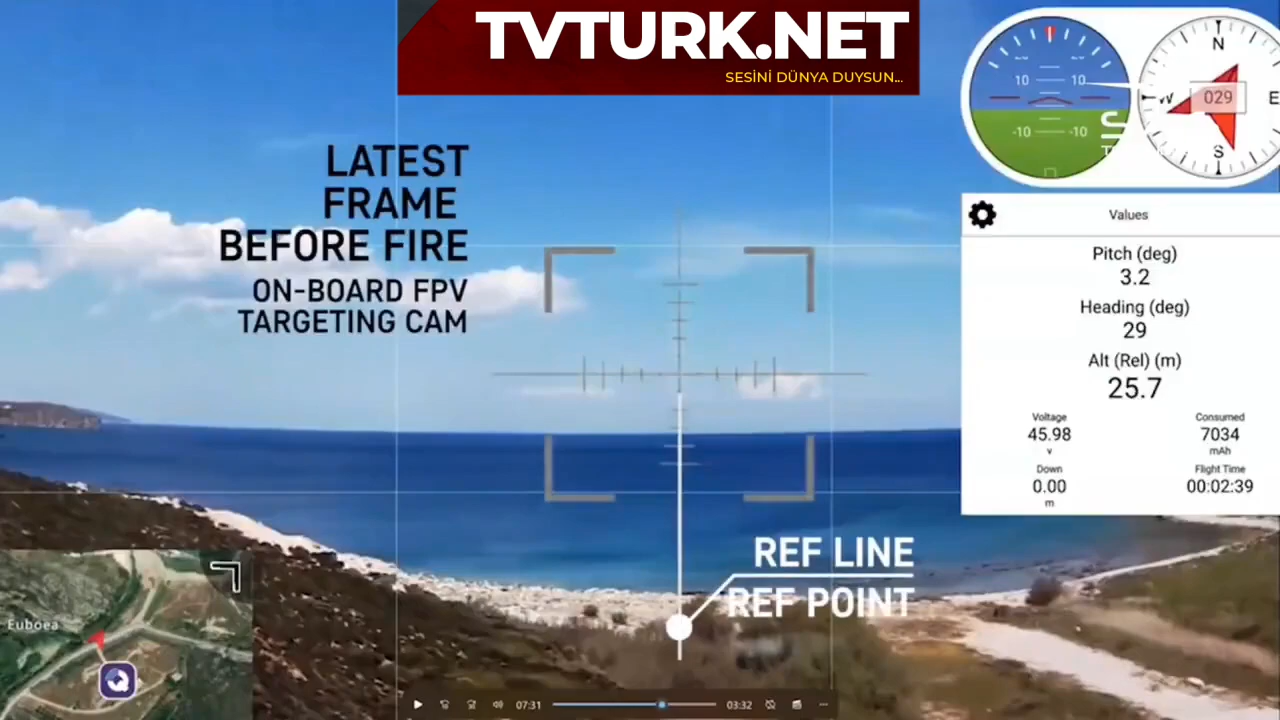 TVTURK.NET
SESİNİ DÜNYA DUYSUN...
LATEST
FRAME
BEFORE FIRE
ON-BOARD FPV
TARGETING CAM
10 10
-10 -10
N
W 029 E
S
Values
Pitch (deg)
3.2
Heading (deg)
29
Alt (Rel) (m)
25.7
Voltage Consumed
45.98 7034
v mAh
Down Flight Time
0.00 00:02:39
m
REF LINE
REF POINT
Euboea
07:31 03:32